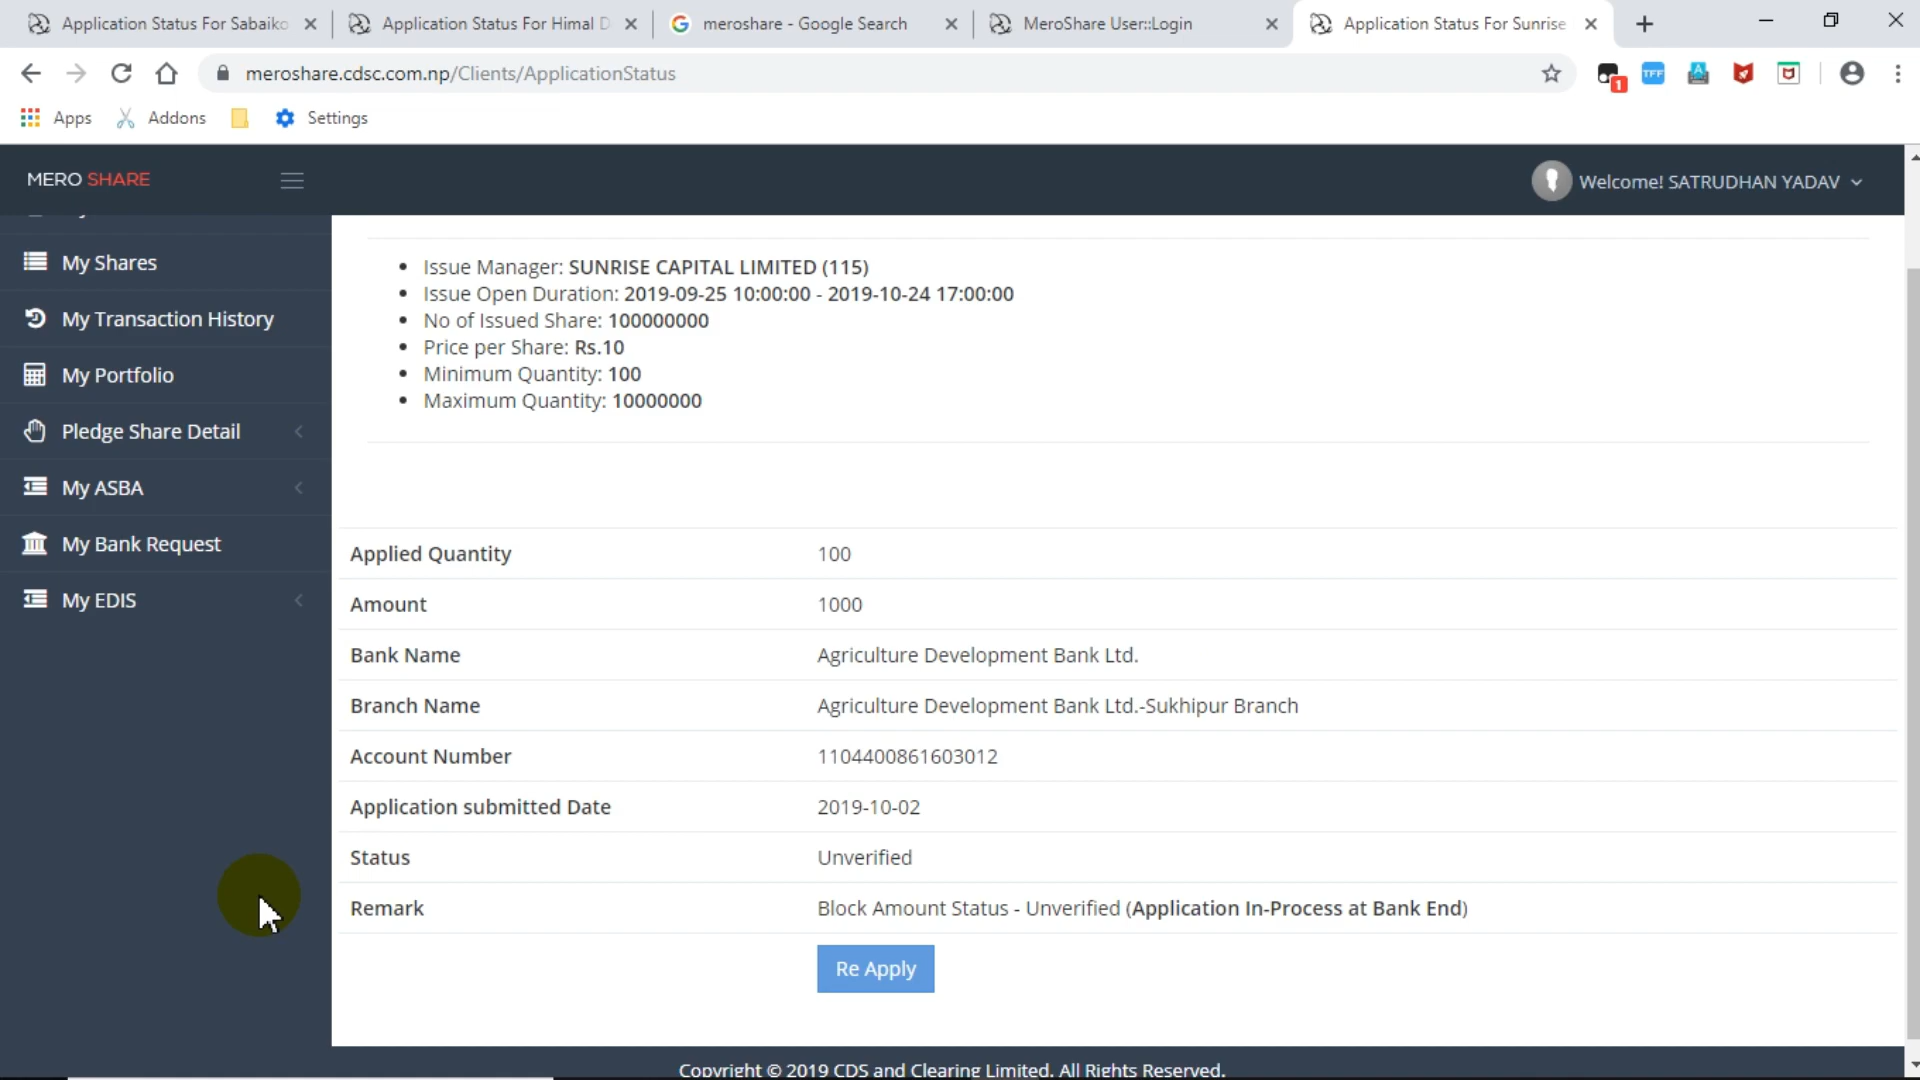 Application Status For Sabaiko
Application Status For Himal D
meroshare - Google Search
MeroShare User::Login
Application Status For Sunrise
meroshare.cdsc.com.np/Clients/ApplicationStatus
1
TFF
Apps
Addons
Settings
MERO SHARE
Welcome! SATRUDHAN YADAV
My Shares
My Transaction History
My Portfolio
Pledge Share Detail
My ASBA
My Bank Request
My EDIS
Issue Manager: SUNRISE CAPITAL LIMITED (115)
Issue Open Duration: 2019-09-25 10:00:00 - 2019-10-24 17:00:00
No of Issued Share: 100000000
Price per Share: Rs.10
Minimum Quantity: 100
Maximum Quantity: 10000000
Applied Quantity 100
Amount 1000
Bank Name Agriculture Development Bank Ltd.
Branch Name Agriculture Development Bank Ltd.-Sukhipur Branch
Account Number 1104400861603012
Application submitted Date 2019-10-02
Status Unverified
Remark Block Amount Status - Unverified (Application In-Process at Bank End)
Re Apply
Copyright © 2019 CDS and Clearing Limited. All Rights Reserved.